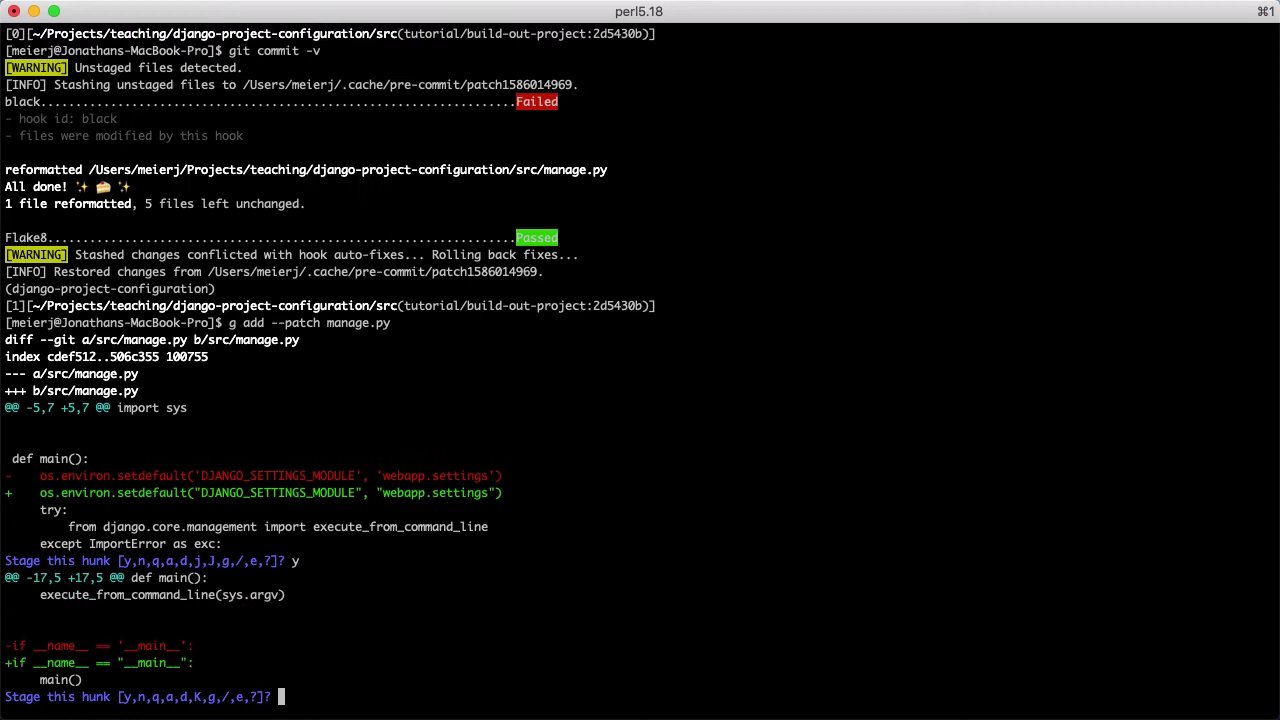 perl5.18
⌘1
[0][~/Projects/teaching/django-project-configuration/src(tutorial/build-out-project:2d5430b)]
[meierj@Jonathans-MacBook-Pro]$ git commit -v
[WARNING] Unstaged files detected.
[INFO] Stashing unstaged files to /Users/meierj/.cache/pre-commit/patch1586014969.
black....................................................................Failed
- hook id: black
- files were modified by this hook
reformatted /Users/meierj/Projects/teaching/django-project-configuration/src/manage.py
All done! ✨ 🍰 ✨
1 file reformatted, 5 files left unchanged.
Flake8...................................................................Passed
[WARNING] Stashed changes conflicted with hook auto-fixes... Rolling back fixes...
[INFO] Restored changes from /Users/meierj/.cache/pre-commit/patch1586014969.
(django-project-configuration)
[1][~/Projects/teaching/django-project-configuration/src(tutorial/build-out-project:2d5430b)]
[meierj@Jonathans-MacBook-Pro]$ g add --patch manage.py
diff --git a/src/manage.py b/src/manage.py
index cdef512..506c355 100755
--- a/src/manage.py
+++ b/src/manage.py
@@ -5,7 +5,7 @@ import sys
 def main():
-    os.environ.setdefault('DJANGO_SETTINGS_MODULE', 'webapp.settings')
+    os.environ.setdefault("DJANGO_SETTINGS_MODULE", "webapp.settings")
     try:
         from django.core.management import execute_from_command_line
     except ImportError as exc:
Stage this hunk [y,n,q,a,d,j,J,g,/,e,?]? y
@@ -17,5 +17,5 @@ def main():
     execute_from_command_line(sys.argv)
-if __name__ == '__main__':
+if __name__ == "__main__":
     main()
Stage this hunk [y,n,q,a,d,K,g,/,e,?]?